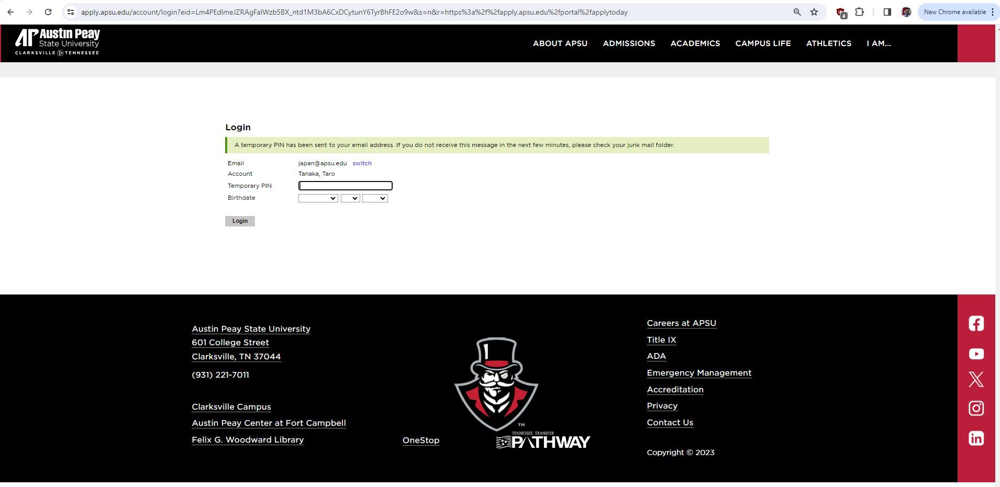 apply.apsu.edu/account/login?eid=Lm4PEdImeJZRAgFaIWzb5BX_ntd1M3bA6CxDCytunY6TyrBhFE2o9w&s=n&r=https%3a%2f%2fapply.apsu.edu%2fportal%2fapplytoday
4
New Chrome available
AP Austin Peay
State University
CLARKSVILLE TENNESSEE
ABOUT APSU ADMISSIONS ACADEMICS CAMPUS LIFE ATHLETICS I AM...
Login
A temporary PIN has been sent to your email address. If you do not receive this message in the next few minutes, please check your junk mail folder.
Email japan@apsu.edu switch
Account Tanaka, Taro
Temporary PIN
Birthdate
Login
Austin Peay State University
601 College Street
Clarksville, TN 37044
(931) 221-7011
Clarksville Campus
Austin Peay Center at Fort Campbell
Felix G. Woodward Library
OneStop
TM
TENNESSEE TRANSFER
PATHWAY
Careers at APSU
Title IX
ADA
Emergency Management
Accreditation
Privacy
Contact Us
Copyright © 2023